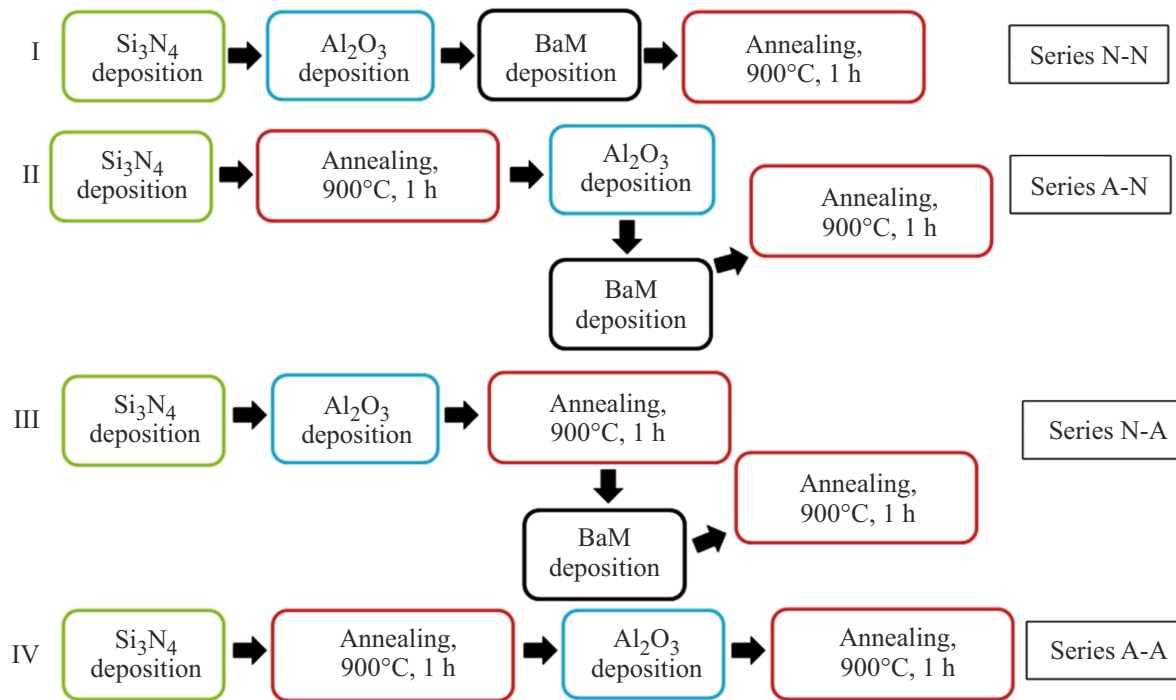 I
Si₃N₄
deposition
Al₂O₃
deposition
BaM
deposition
Annealing,
900°C, 1 h
Series N-N
II
Si₃N₄
deposition
Annealing,
900°C, 1 h
Al₂O₃
deposition
Annealing,
900°C, 1 h
Series A-N
BaM
deposition
III
Si₃N₄
deposition
Al₂O₃
deposition
Annealing,
900°C, 1 h
Series N-A
Annealing,
900°C, 1 h
BaM
deposition
IV
Si₃N₄
deposition
Annealing,
900°C, 1 h
Al₂O₃
deposition
Annealing,
900°C, 1 h
Series A-A